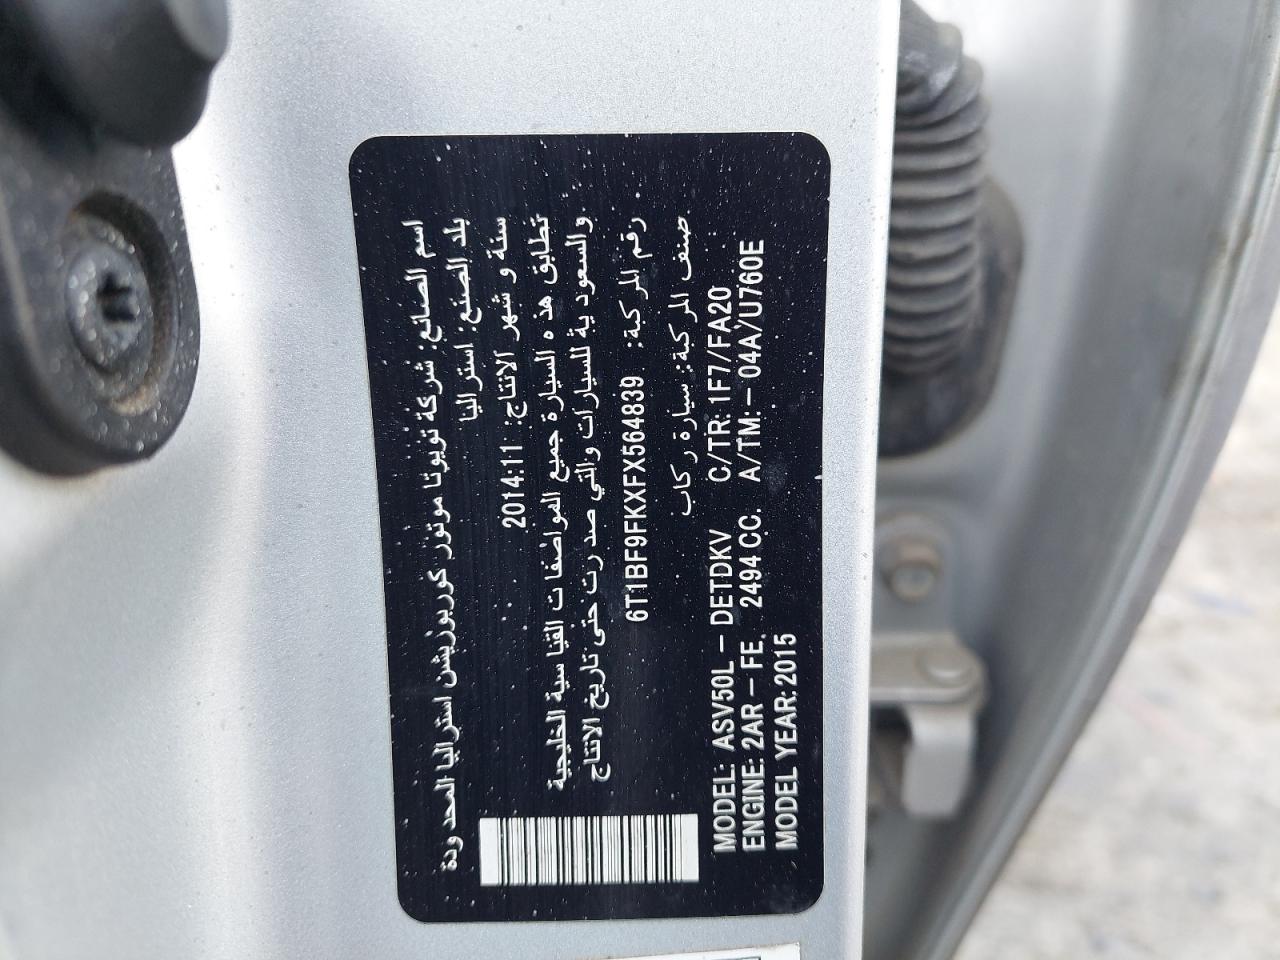 اسم الصانع: شركة تويوتا موتور كوربوريشن استراليا المحدودة
بلد الصنع: استراليا
سنة و شهر الانتاج: 2014:11
تطابق هذه السيارة جميع المواصفات القياسية الخليجية
والسعودية للسيارات والتي صدرت حتى تاريخ الانتاج
رقم المركبة: 6T1BF9FKXFX564839
صنف المركبة: سيارة ركاب
MODEL: ASV50L - DETDKV C/TR: 1F7/FA20
ENGINE: 2AR - FE. 2494 CC. A/TM: - 04A/U760E
MODEL YEAR: 2015